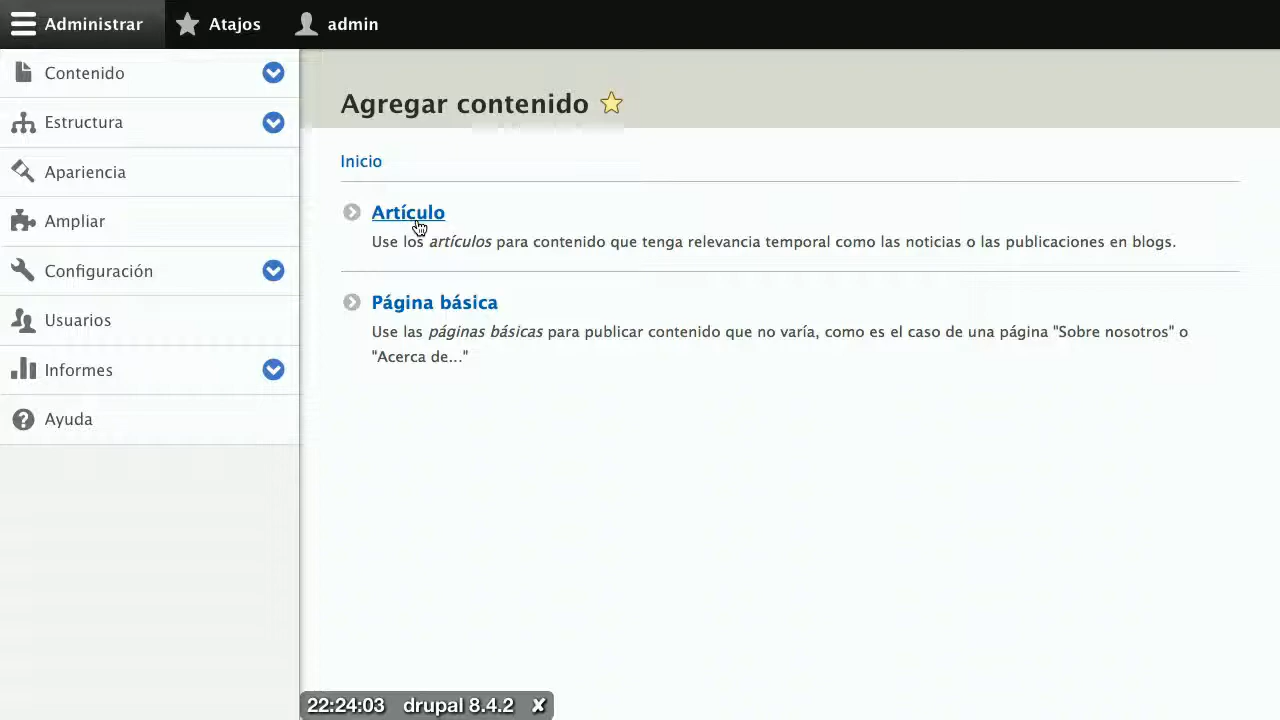 Administrar Atajos admin
Contenido
Estructura
Apariencia
Ampliar
Configuración
Usuarios
Informes
Ayuda
Agregar contenido
Inicio
Artículo
Use los artículos para contenido que tenga relevancia temporal como las noticias o las publicaciones en blogs.
Página básica
Use las páginas básicas para publicar contenido que no varía, como es el caso de una página "Sobre nosotros" o
"Acerca de..."
22:24:03 drupal 8.4.2 ✘